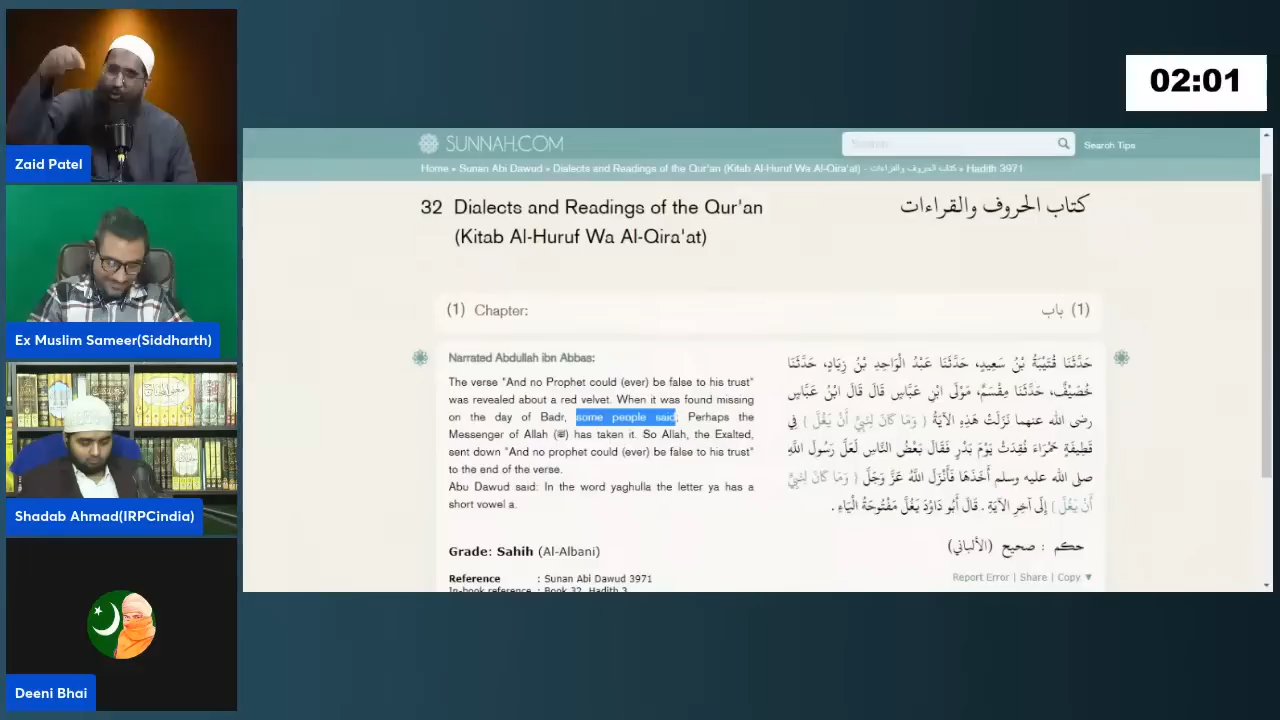 Zaid Patel
Ex Muslim Sameer(Siddharth)
Shadab Ahmad(IRPCindia)
Deeni Bhai
02:01
SUNNAH.COM
Search
Search Tips
Home » Sunan Abi Dawud » Dialects and Readings of the Qur'an (Kitab Al-Huruf Wa Al-Qira'at) - كتاب الحروف والقراءات » Hadith 3971
32 Dialects and Readings of the Qur'an
(Kitab Al-Huruf Wa Al-Qira'at)
كتاب الحروف والقراءات
(1) Chapter:
(1) باب
Narrated Abdullah ibn Abbas:
The verse "And no Prophet could (ever) be false to his trust"
was revealed about a red velvet. When it was found missing
on the day of Badr, some people said, Perhaps the
Messenger of Allah (ﷺ) has taken it. So Allah, the Exalted,
sent down "And no prophet could (ever) be false to his trust"
to the end of the verse.
Abu Dawud said: In the word yaghulla the letter ya has a
short vowel a.
حَدَّثَنَا قُتَيْبَةُ بْنُ سَعِيدٍ، حَدَّثَنَا عَبْدُ الْوَاحِدِ بْنُ زِيَادٍ، حَدَّثَنَا
خُصَيْفٌ، حَدَّثَنَا مِقْسَمٌ، مَوْلَى ابْنِ عَبَّاسٍ قَالَ قَالَ ابْنُ عَبَّاسٍ
رضى الله عنهما نَزَلَتْ هَذِهِ الآيَةُ { وَمَا كَانَ لِنَبِيٍّ أَنْ يَغُلَّ } فِي
قَطِيفَةٍ حَمْرَاءَ فُقِدَتْ يَوْمَ بَدْرٍ فَقَالَ بَعْضُ النَّاسِ لَعَلَّ رَسُولَ اللَّهِ
صلى الله عليه وسلم أَخَذَهَا فَأَنْزَلَ اللَّهُ عَزَّ وَجَلَّ { وَمَا كَانَ لِنَبِيٍّ
أَنْ يَغُلَّ } إِلَى آخِرِ الآيَةِ . قَالَ أَبُو دَاوُدَ يَغُلَّ مَفْتُوحَةُ الْيَاءِ .
Grade: Sahih (Al-Albani)
حكم : صحيح (الألباني)
Reference : Sunan Abi Dawud 3971
In-book reference : Book 32, Hadith 3
Report Error | Share | Copy ▼